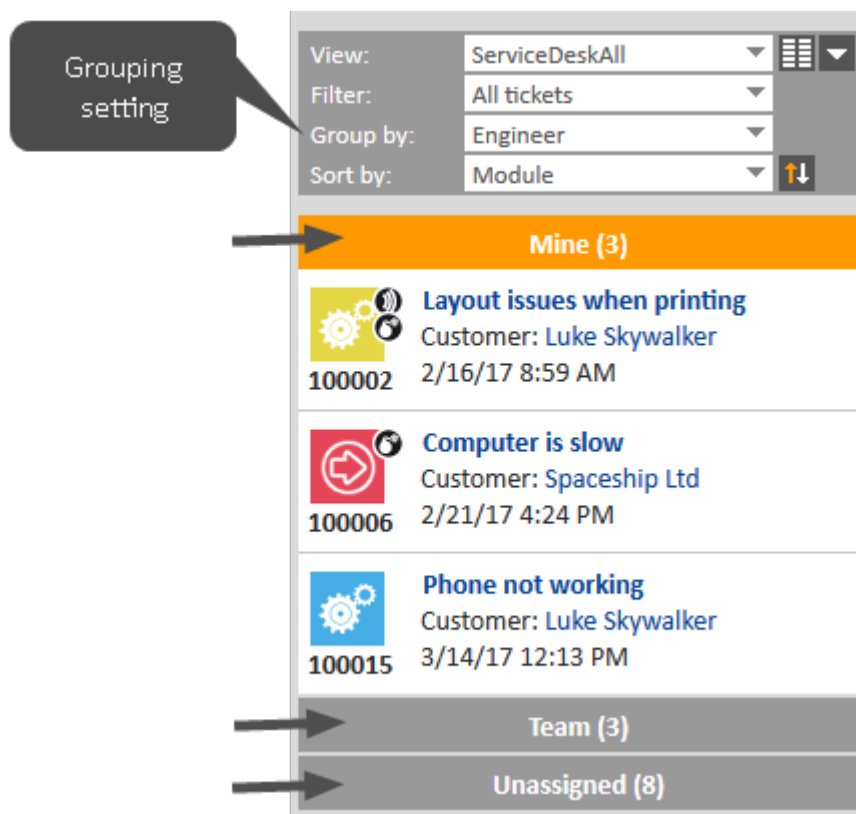 Grouping
setting
View: ServiceDeskAll
Filter: All tickets
Group by: Engineer
Sort by: Module
Mine (3)
Layout issues when printing
Customer: Luke Skywalker
100002 2/16/17 8:59 AM
Computer is slow
Customer: Spaceship Ltd
100006 2/21/17 4:24 PM
Phone not working
Customer: Luke Skywalker
100015 3/14/17 12:13 PM
Team (3)
Unassigned (8)